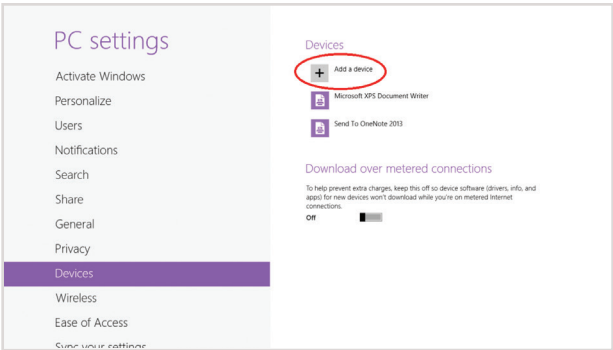 PC settings
Activate Windows
Personalize
Users
Notifications
Search
Share
General
Privacy
Devices
Wireless
Ease of Access
Sync your settings
Devices
Add a device
Microsoft XPS Document Writer
Send To OneNote 2013
Download over metered connections
To help prevent extra charges, keep this off so device software (drivers, info, and
apps) for new devices won't download while you're on metered Internet
connections.
Off